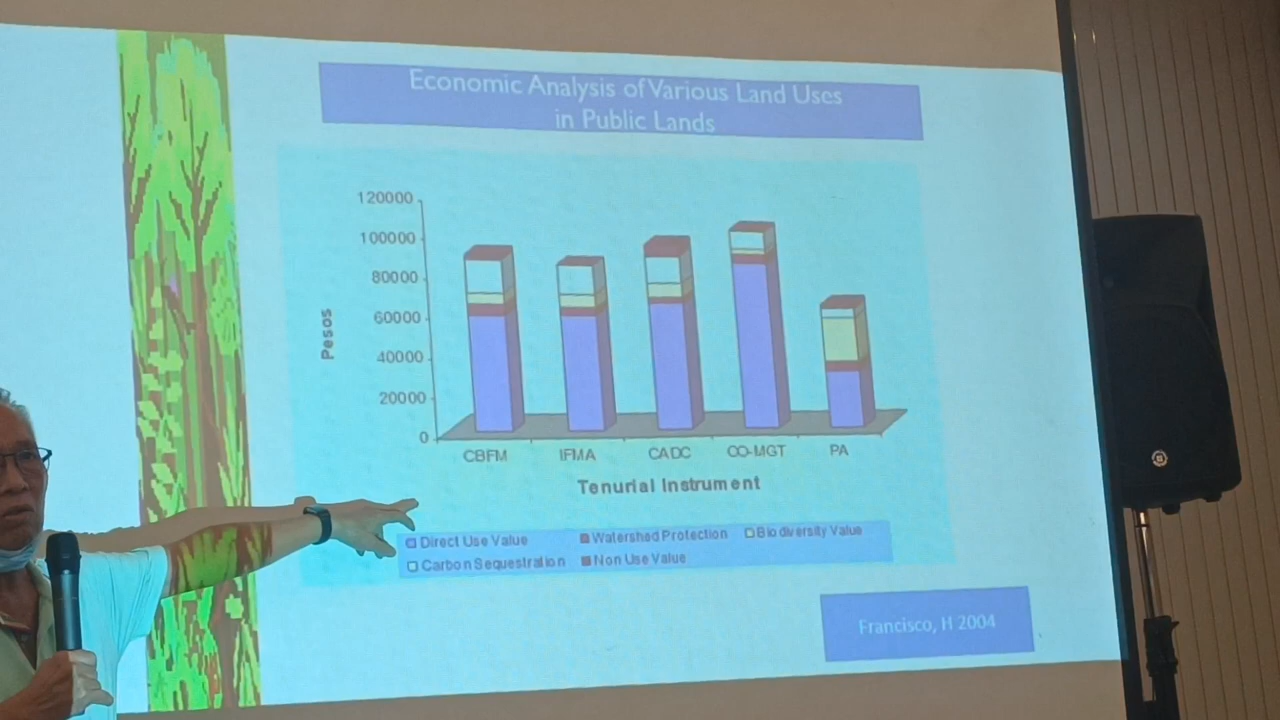 Economic Analysis of Various Land Uses
in Public Lands
120000
100000
80000
60000
40000
20000
0
Pesos
CBFM IFMA CADC CO-MGT PA
Tenurial Instrument
Direct Use Value Watershed Protection Biodiversity Value
Carbon Sequestration Non Use Value
Francisco, H 2004